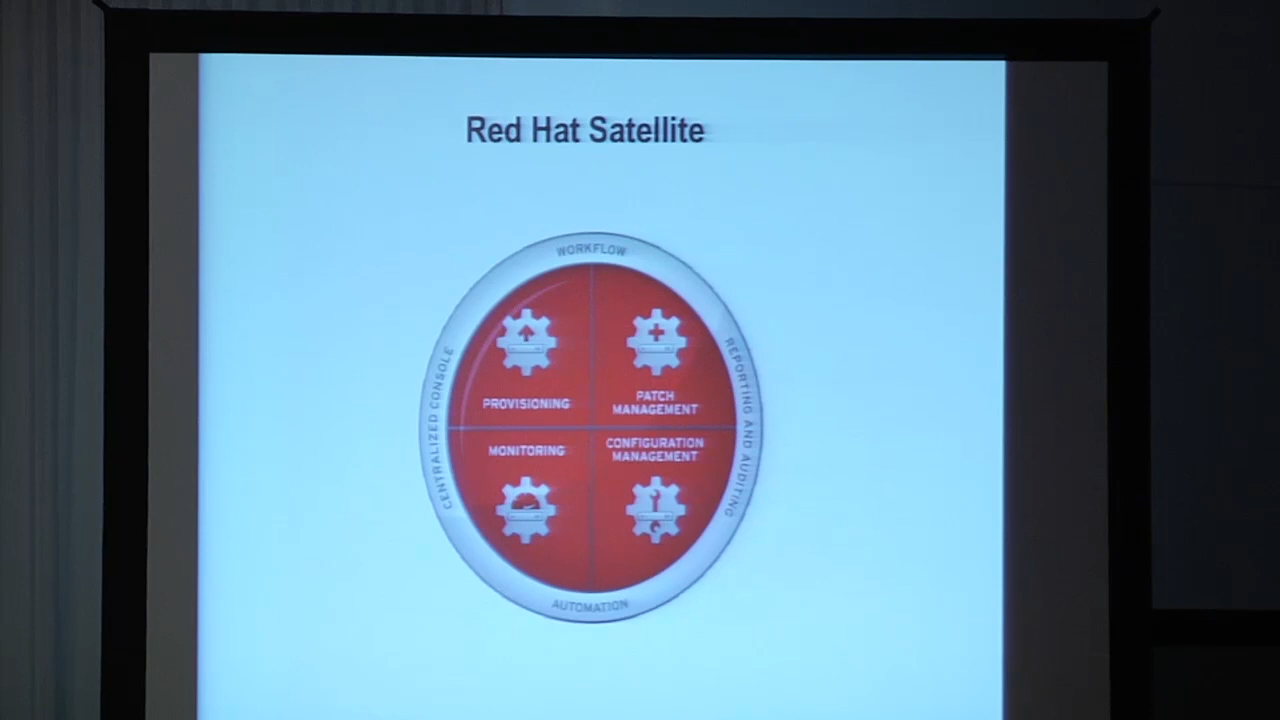 Red Hat Satellite
WORKFLOW
CENTRALIZED CONSOLE
REPORTING AND AUDITING
PROVISIONING
PATCH
MANAGEMENT
MONITORING
CONFIGURATION
MANAGEMENT
AUTOMATION